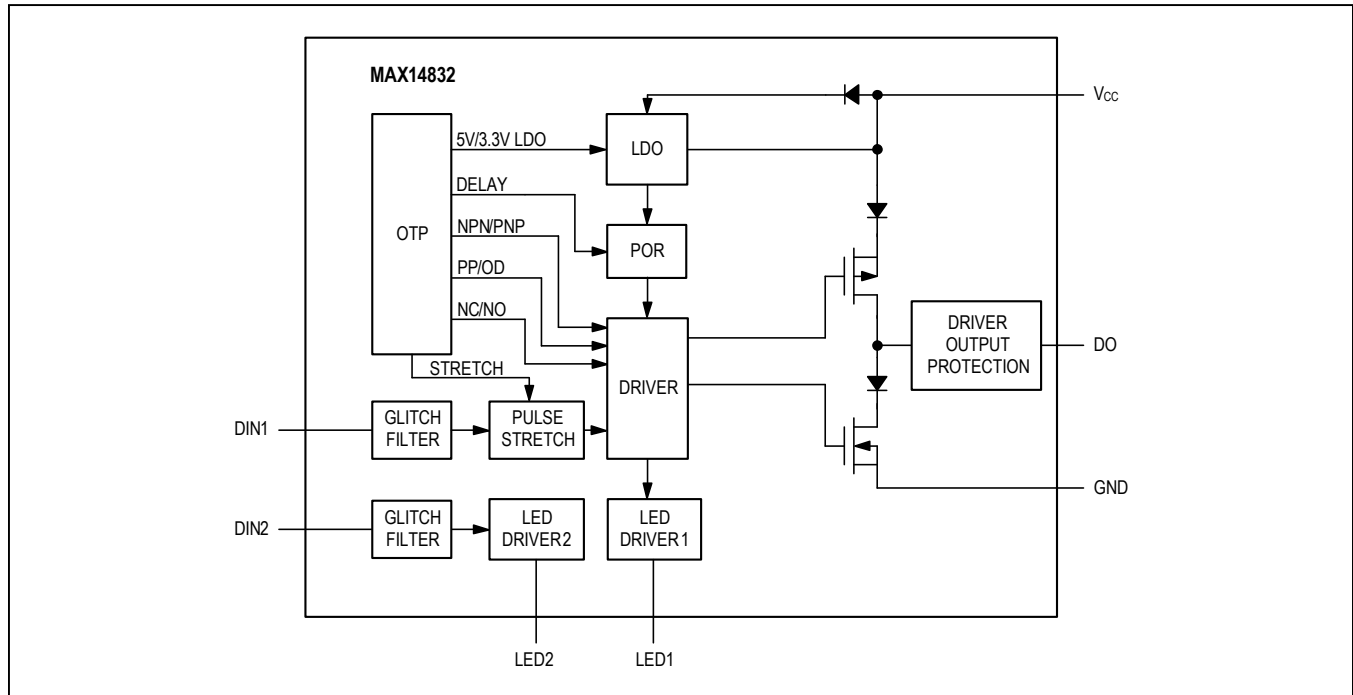 MAX14832
VCC
5V/3.3V LDO
LDO
DELAY
OTP
NPN/PNP
POR
PP/OD
NC/NO
DRIVER
OUTPUT
PROTECTION
DO
STRETCH
DRIVER
DIN1
GLITCH
FILTER
PULSE
STRETCH
GND
DIN2
GLITCH
FILTER
LED
DRIVER2
LED
DRIVER1
LED2
LED1